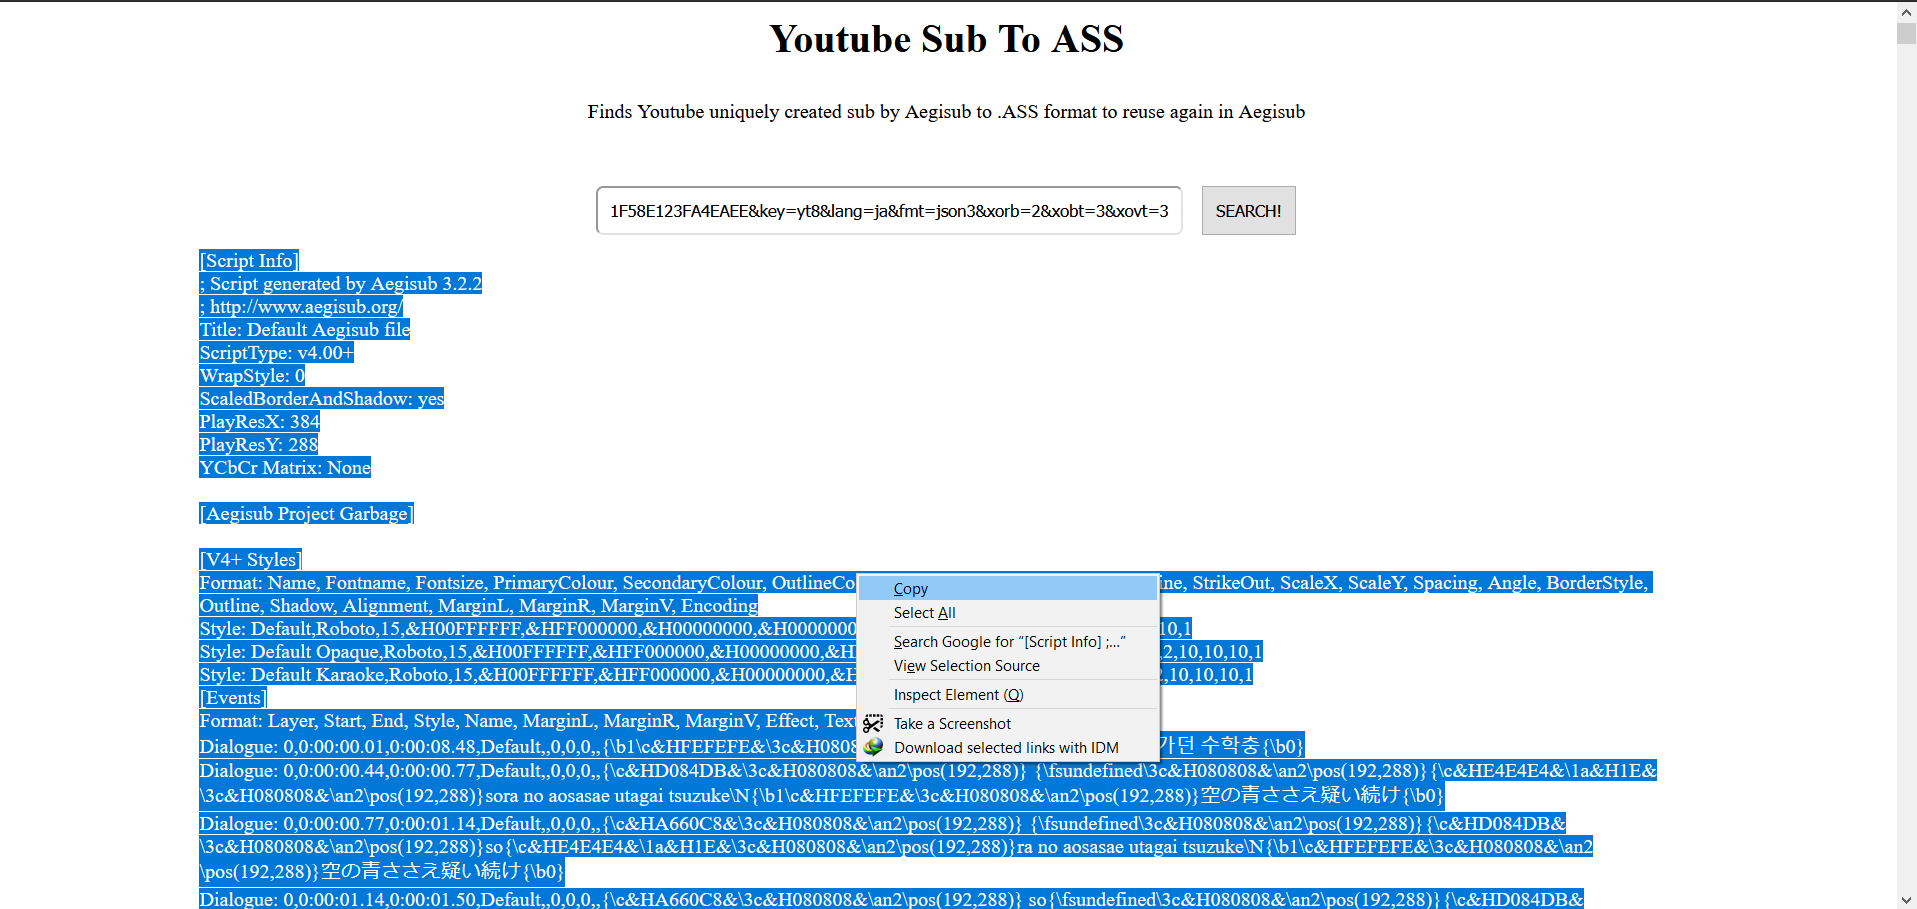 Youtube Sub To ASS
Finds Youtube uniquely created sub by Aegisub to .ASS format to reuse again in Aegisub
1F58E123FA4EAEE&key=yt8&lang=ja&fmt=json3&xorb=2&xobt=3&xovt=3
SEARCH!
[Script Info]
; Script generated by Aegisub 3.2.2
; http://www.aegisub.org/
Title: Default Aegisub file
ScriptType: v4.00+
WrapStyle: 0
ScaledBorderAndShadow: yes
PlayResX: 384
PlayResY: 288
YCbCr Matrix: None
[Aegisub Project Garbage]
[V4+ Styles]
Format: Name, Fontname, Fontsize, PrimaryColour, SecondaryColour, OutlineCo ine, StrikeOut, ScaleX, ScaleY, Spacing, Angle, BorderStyle,
Outline, Shadow, Alignment, MarginL, MarginR, MarginV, Encoding
Style: Default,Roboto,15,&H00FFFFFF,&HFF000000,&H00000000,&H0000000 10,1
Style: Default Opaque,Roboto,15,&H00FFFFFF,&HFF000000,&H00000000,&H 2,10,10,10,1
Style: Default Karaoke,Roboto,15,&H00FFFFFF,&HFF000000,&H00000000,&H ,10,10,10,1
[Events]
Format: Layer, Start, End, Style, Name, MarginL, MarginR, MarginV, Effect, Tex
Dialogue: 0,0:00:00.01,0:00:08.48,Default,,0,0,0,,{\b1\c&HFEFEFE&\3c&H0808 가던 수학충{\b0}
Dialogue: 0,0:00:00.44,0:00:00.77,Default,,0,0,0,,{\c&HD084DB&\3c&H080808&\an2\pos(192,288)} {\fsundefined\3c&H080808&\an2\pos(192,288)}{\c&HE4E4E4&\1a&H1E&
\3c&H080808&\an2\pos(192,288)}sora no aosasae utagai tsuzuke\N{\b1\c&HFEFEFE&\3c&H080808&\an2\pos(192,288)}空の青ささえ疑い続け{\b0}
Dialogue: 0,0:00:00.77,0:00:01.14,Default,,0,0,0,,{\c&HA660C8&\3c&H080808&\an2\pos(192,288)} {\fsundefined\3c&H080808&\an2\pos(192,288)}{\c&HD084DB&
\3c&H080808&\an2\pos(192,288)}so{\c&HE4E4E4&\1a&H1E&\3c&H080808&\an2\pos(192,288)}ra no aosasae utagai tsuzuke\N{\b1\c&HFEFEFE&\3c&H080808&\an2
\pos(192,288)}空の青ささえ疑い続け{\b0}
Dialogue: 0,0:00:01.14,0:00:01.50,Default,,0,0,0,,{\c&HA660C8&\3c&H080808&\an2\pos(192,288)} so{\fsundefined\3c&H080808&\an2\pos(192,288)}{\c&HD084DB&
Copy
Select All
Search Google for “[Script Info] ;...”
View Selection Source
Inspect Element (Q)
Take a Screenshot
Download selected links with IDM